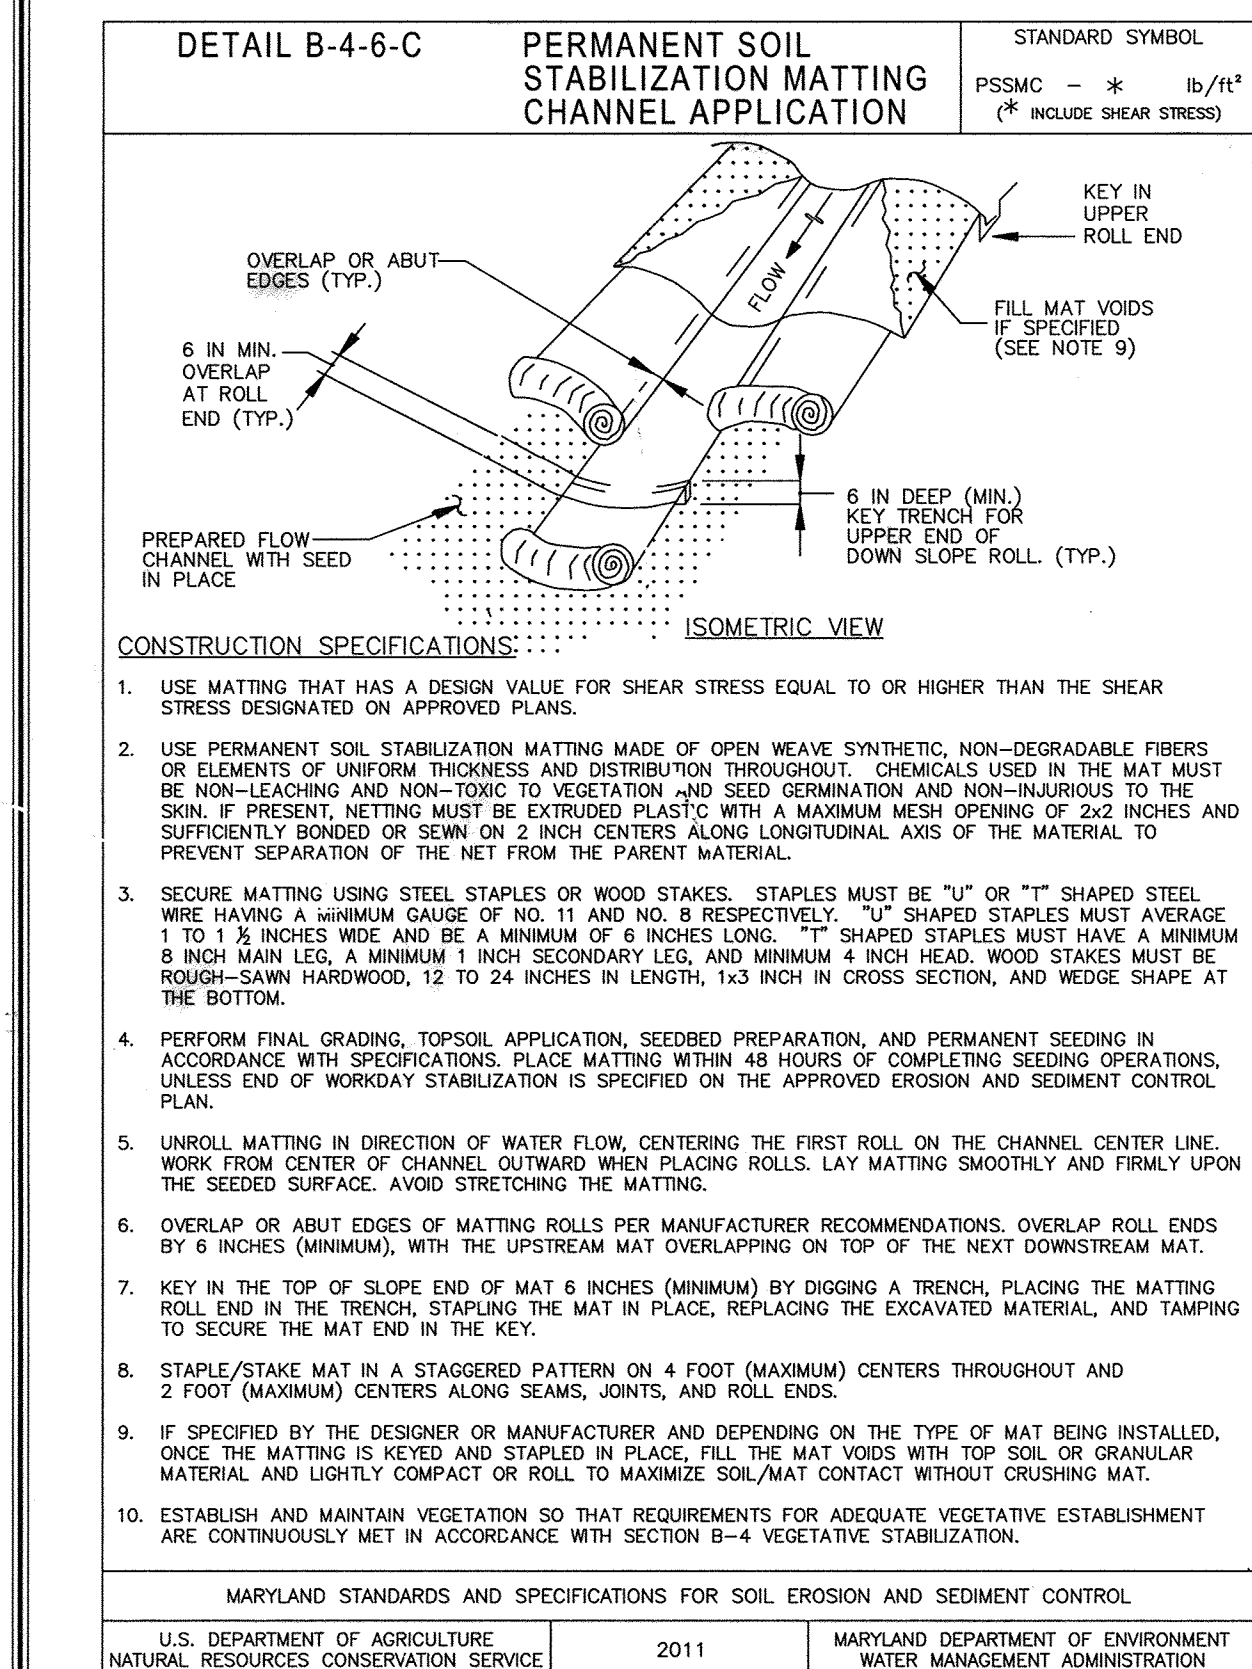 DETAIL B-4-6-C
PERMANENT SOIL
STABILIZATION MATTING
CHANNEL APPLICATION
STANDARD SYMBOL
PSSMC - * lb/ft²
(* INCLUDE SHEAR STRESS)
KEY IN
UPPER
ROLL END
OVERLAP OR ABUT
EDGES (TYP.)
FLOW
FILL MAT VOIDS
IF SPECIFIED
(SEE NOTE 9)
6 IN MIN.
OVERLAP
AT ROLL
END (TYP.)
6 IN DEEP (MIN.)
KEY TRENCH FOR
UPPER END OF
DOWN SLOPE ROLL. (TYP.)
PREPARED FLOW
CHANNEL WITH SEED
IN PLACE
ISOMETRIC VIEW
CONSTRUCTION SPECIFICATIONS:
1. USE MATTING THAT HAS A DESIGN VALUE FOR SHEAR STRESS EQUAL TO OR HIGHER THAN THE SHEAR
STRESS DESIGNATED ON APPROVED PLANS.
2. USE PERMANENT SOIL STABILIZATION MATTING MADE OF OPEN WEAVE SYNTHETIC, NON-DEGRADABLE FIBERS
OR ELEMENTS OF UNIFORM THICKNESS AND DISTRIBUTION THROUGHOUT. CHEMICALS USED IN THE MAT MUST
BE NON-LEACHING AND NON-TOXIC TO VEGETATION AND SEED GERMINATION AND NON-INJURIOUS TO THE
SKIN. IF PRESENT, NETTING MUST BE EXTRUDED PLASTIC WITH A MAXIMUM MESH OPENING OF 2x2 INCHES AND
SUFFICIENTLY BONDED OR SEWN ON 2 INCH CENTERS ALONG LONGITUDINAL AXIS OF THE MATERIAL TO
PREVENT SEPARATION OF THE NET FROM THE PARENT MATERIAL.
3. SECURE MATTING USING STEEL STAPLES OR WOOD STAKES. STAPLES MUST BE "U" OR "T" SHAPED STEEL
WIRE HAVING A MINIMUM GAUGE OF NO. 11 AND NO. 8 RESPECTIVELY. "U" SHAPED STAPLES MUST AVERAGE
1 TO 1 ½ INCHES WIDE AND BE A MINIMUM OF 6 INCHES LONG. "T" SHAPED STAPLES MUST HAVE A MINIMUM
8 INCH MAIN LEG, A MINIMUM 1 INCH SECONDARY LEG, AND MINIMUM 4 INCH HEAD. WOOD STAKES MUST BE
ROUGH-SAWN HARDWOOD, 12 TO 24 INCHES IN LENGTH, 1x3 INCH IN CROSS SECTION, AND WEDGE SHAPE AT
THE BOTTOM.
4. PERFORM FINAL GRADING, TOPSOIL APPLICATION, SEEDBED PREPARATION, AND PERMANENT SEEDING IN
ACCORDANCE WITH SPECIFICATIONS. PLACE MATTING WITHIN 48 HOURS OF COMPLETING SEEDING OPERATIONS,
UNLESS END OF WORKDAY STABILIZATION IS SPECIFIED ON THE APPROVED EROSION AND SEDIMENT CONTROL
PLAN.
5. UNROLL MATTING IN DIRECTION OF WATER FLOW, CENTERING THE FIRST ROLL ON THE CHANNEL CENTER LINE.
WORK FROM CENTER OF CHANNEL OUTWARD WHEN PLACING ROLLS. LAY MATTING SMOOTHLY AND FIRMLY UPON
THE SEEDED SURFACE. AVOID STRETCHING THE MATTING.
6. OVERLAP OR ABUT EDGES OF MATTING ROLLS PER MANUFACTURER RECOMMENDATIONS. OVERLAP ROLL ENDS
BY 6 INCHES (MINIMUM), WITH THE UPSTREAM MAT OVERLAPPING ON TOP OF THE NEXT DOWNSTREAM MAT.
7. KEY IN THE TOP OF SLOPE END OF MAT 6 INCHES (MINIMUM) BY DIGGING A TRENCH, PLACING THE MATTING
ROLL END IN THE TRENCH, STAPLING THE MAT IN PLACE, REPLACING THE EXCAVATED MATERIAL, AND TAMPING
TO SECURE THE MAT END IN THE KEY.
8. STAPLE/STAKE MAT IN A STAGGERED PATTERN ON 4 FOOT (MAXIMUM) CENTERS THROUGHOUT AND
2 FOOT (MAXIMUM) CENTERS ALONG SEAMS, JOINTS, AND ROLL ENDS.
9. IF SPECIFIED BY THE DESIGNER OR MANUFACTURER AND DEPENDING ON THE TYPE OF MAT BEING INSTALLED,
ONCE THE MATTING IS KEYED AND STAPLED IN PLACE, FILL THE MAT VOIDS WITH TOP SOIL OR GRANULAR
MATERIAL AND LIGHTLY COMPACT OR ROLL TO MAXIMIZE SOIL/MAT CONTACT WITHOUT CRUSHING MAT.
10. ESTABLISH AND MAINTAIN VEGETATION SO THAT REQUIREMENTS FOR ADEQUATE VEGETATIVE ESTABLISHMENT
ARE CONTINUOUSLY MET IN ACCORDANCE WITH SECTION B-4 VEGETATIVE STABILIZATION.
MARYLAND STANDARDS AND SPECIFICATIONS FOR SOIL EROSION AND SEDIMENT CONTROL
U.S. DEPARTMENT OF AGRICULTURE
NATURAL RESOURCES CONSERVATION SERVICE
2011
MARYLAND DEPARTMENT OF ENVIRONMENT
WATER MANAGEMENT ADMINISTRATION